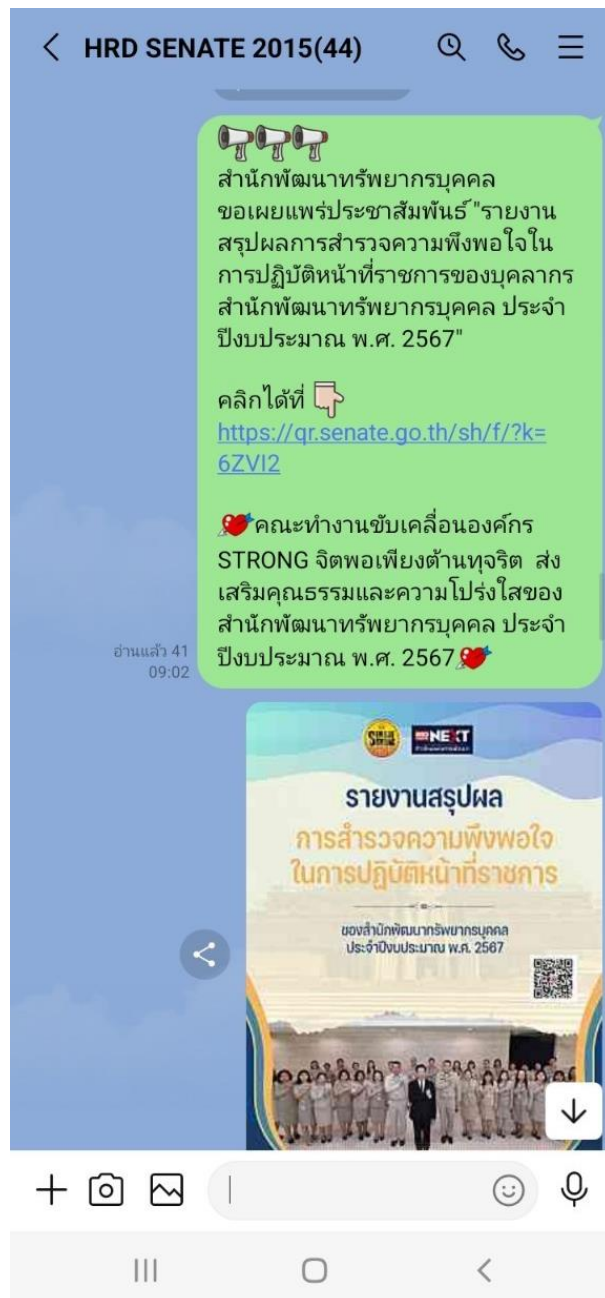 HRD SENATE 2015(44)
สำนักพัฒนาทรัพยากรบุคคล
ขอเผยแพร่ประชาสัมพันธ์ "รายงาน
สรุปผลการสำรวจความพึงพอใจใน
การปฏิบัติหน้าที่ราชการของบุคลากร
สำนักพัฒนาทรัพยากรบุคคล ประจำ
ปีงบประมาณ พ.ศ. 2567"
คลิกได้ที่
https://qr.senate.go.th/sh/f/?k=
6ZVI2
คณะทำงานขับเคลื่อนองค์กร
STRONG จิตพอเพียงต้านทุจริต ส่ง
เสริมคุณธรรมและความโปร่งใสของ
สำนักพัฒนาทรัพยากรบุคคล ประจำ
ปีงบประมาณ พ.ศ. 2567
อ่านแล้ว 41
09:02
NEXT
รายงานสรุปผล
การสำรวจความพึงพอใจ
ในการปฏิบัติหน้าที่ราชการ
ของสำนักพัฒนาทรัพยากรบุคคล
ประจำปีงบประมาณ พ.ศ. 2567